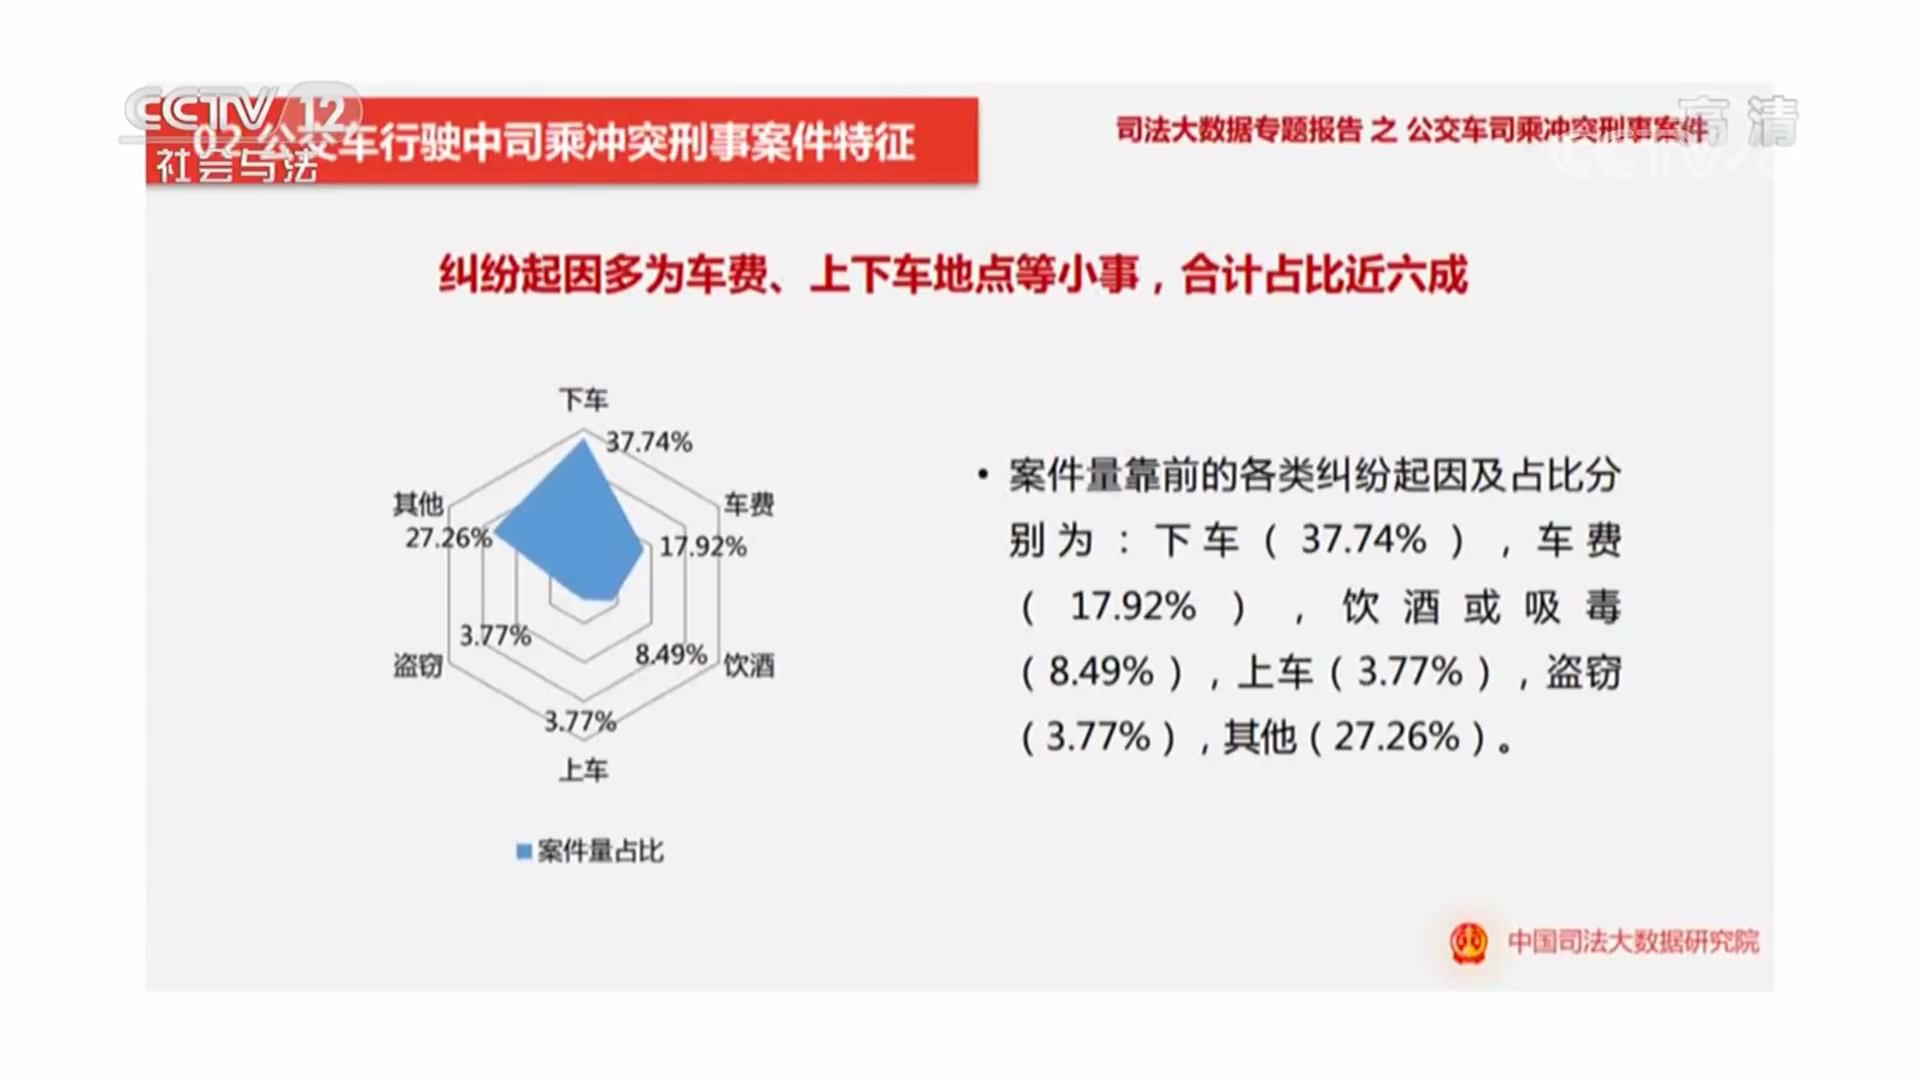 CCTV 12
社会与法
02 公交车行驶中司乘冲突刑事案件特征
司法大数据专题报告 之 公交车司乘冲突刑事案件
高清
CCTV
纠纷起因多为车费、上下车地点等小事，合计占比近六成
下车
37.74%
其他
车费
27.26%
17.92%
3.77%
8.49%
盗窃
饮酒
3.77%
上车
案件量占比
• 案件量靠前的各类纠纷起因及占比分
别为：下车（37.74%），车费
（17.92%），饮酒或吸毒
（8.49%），上车（3.77%），盗窃
（3.77%），其他（27.26%）。
中国司法大数据研究院